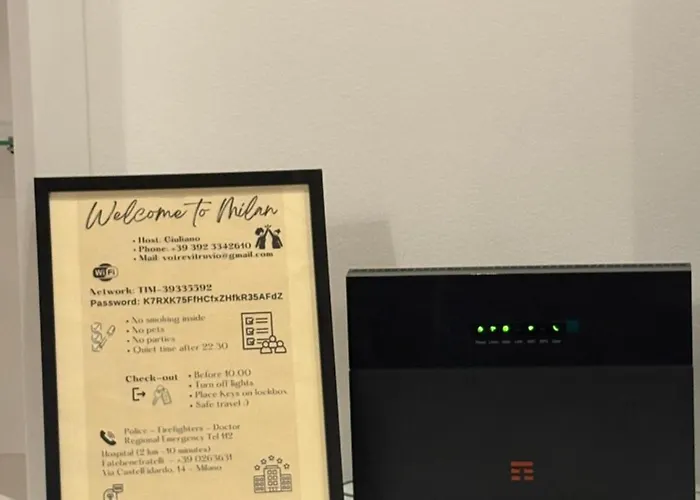 Welcome to Milan
• Host: Giuliano
• Phone: +39 392 3342610
• Mail: votrevitruvio@gmail.com
WiFi
Network: TIM-39335592
Password: K7RXK75FfHCfxZHfkR35AFdZ
• No smoking inside
• No pets
• No parties
• Quiet time after 22.30
Check-out
• Before 10.00
• Turn off lights
• Place Keys on lockbox
• Safe travel :)
Police - Firefighters - Doctor
Regional Emergency Tel 112
Hospital (2 km - 10 minutes)
Fatebenefratelli - +39 0263631
Via Castelfidardo, 14 - Milano